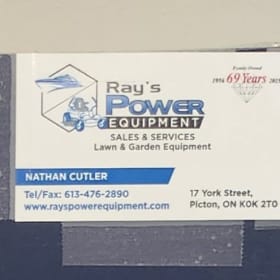 Family Owned
1956 69 Years 2025
Ray's
POWER
EQUIPMENT
SALES & SERVICES
Lawn & Garden Equipment
NATHAN CUTLER
Tel/Fax: 613-476-2890
www.rayspowerequipment.com
17 York Street,
Picton, ON K0K 2T0